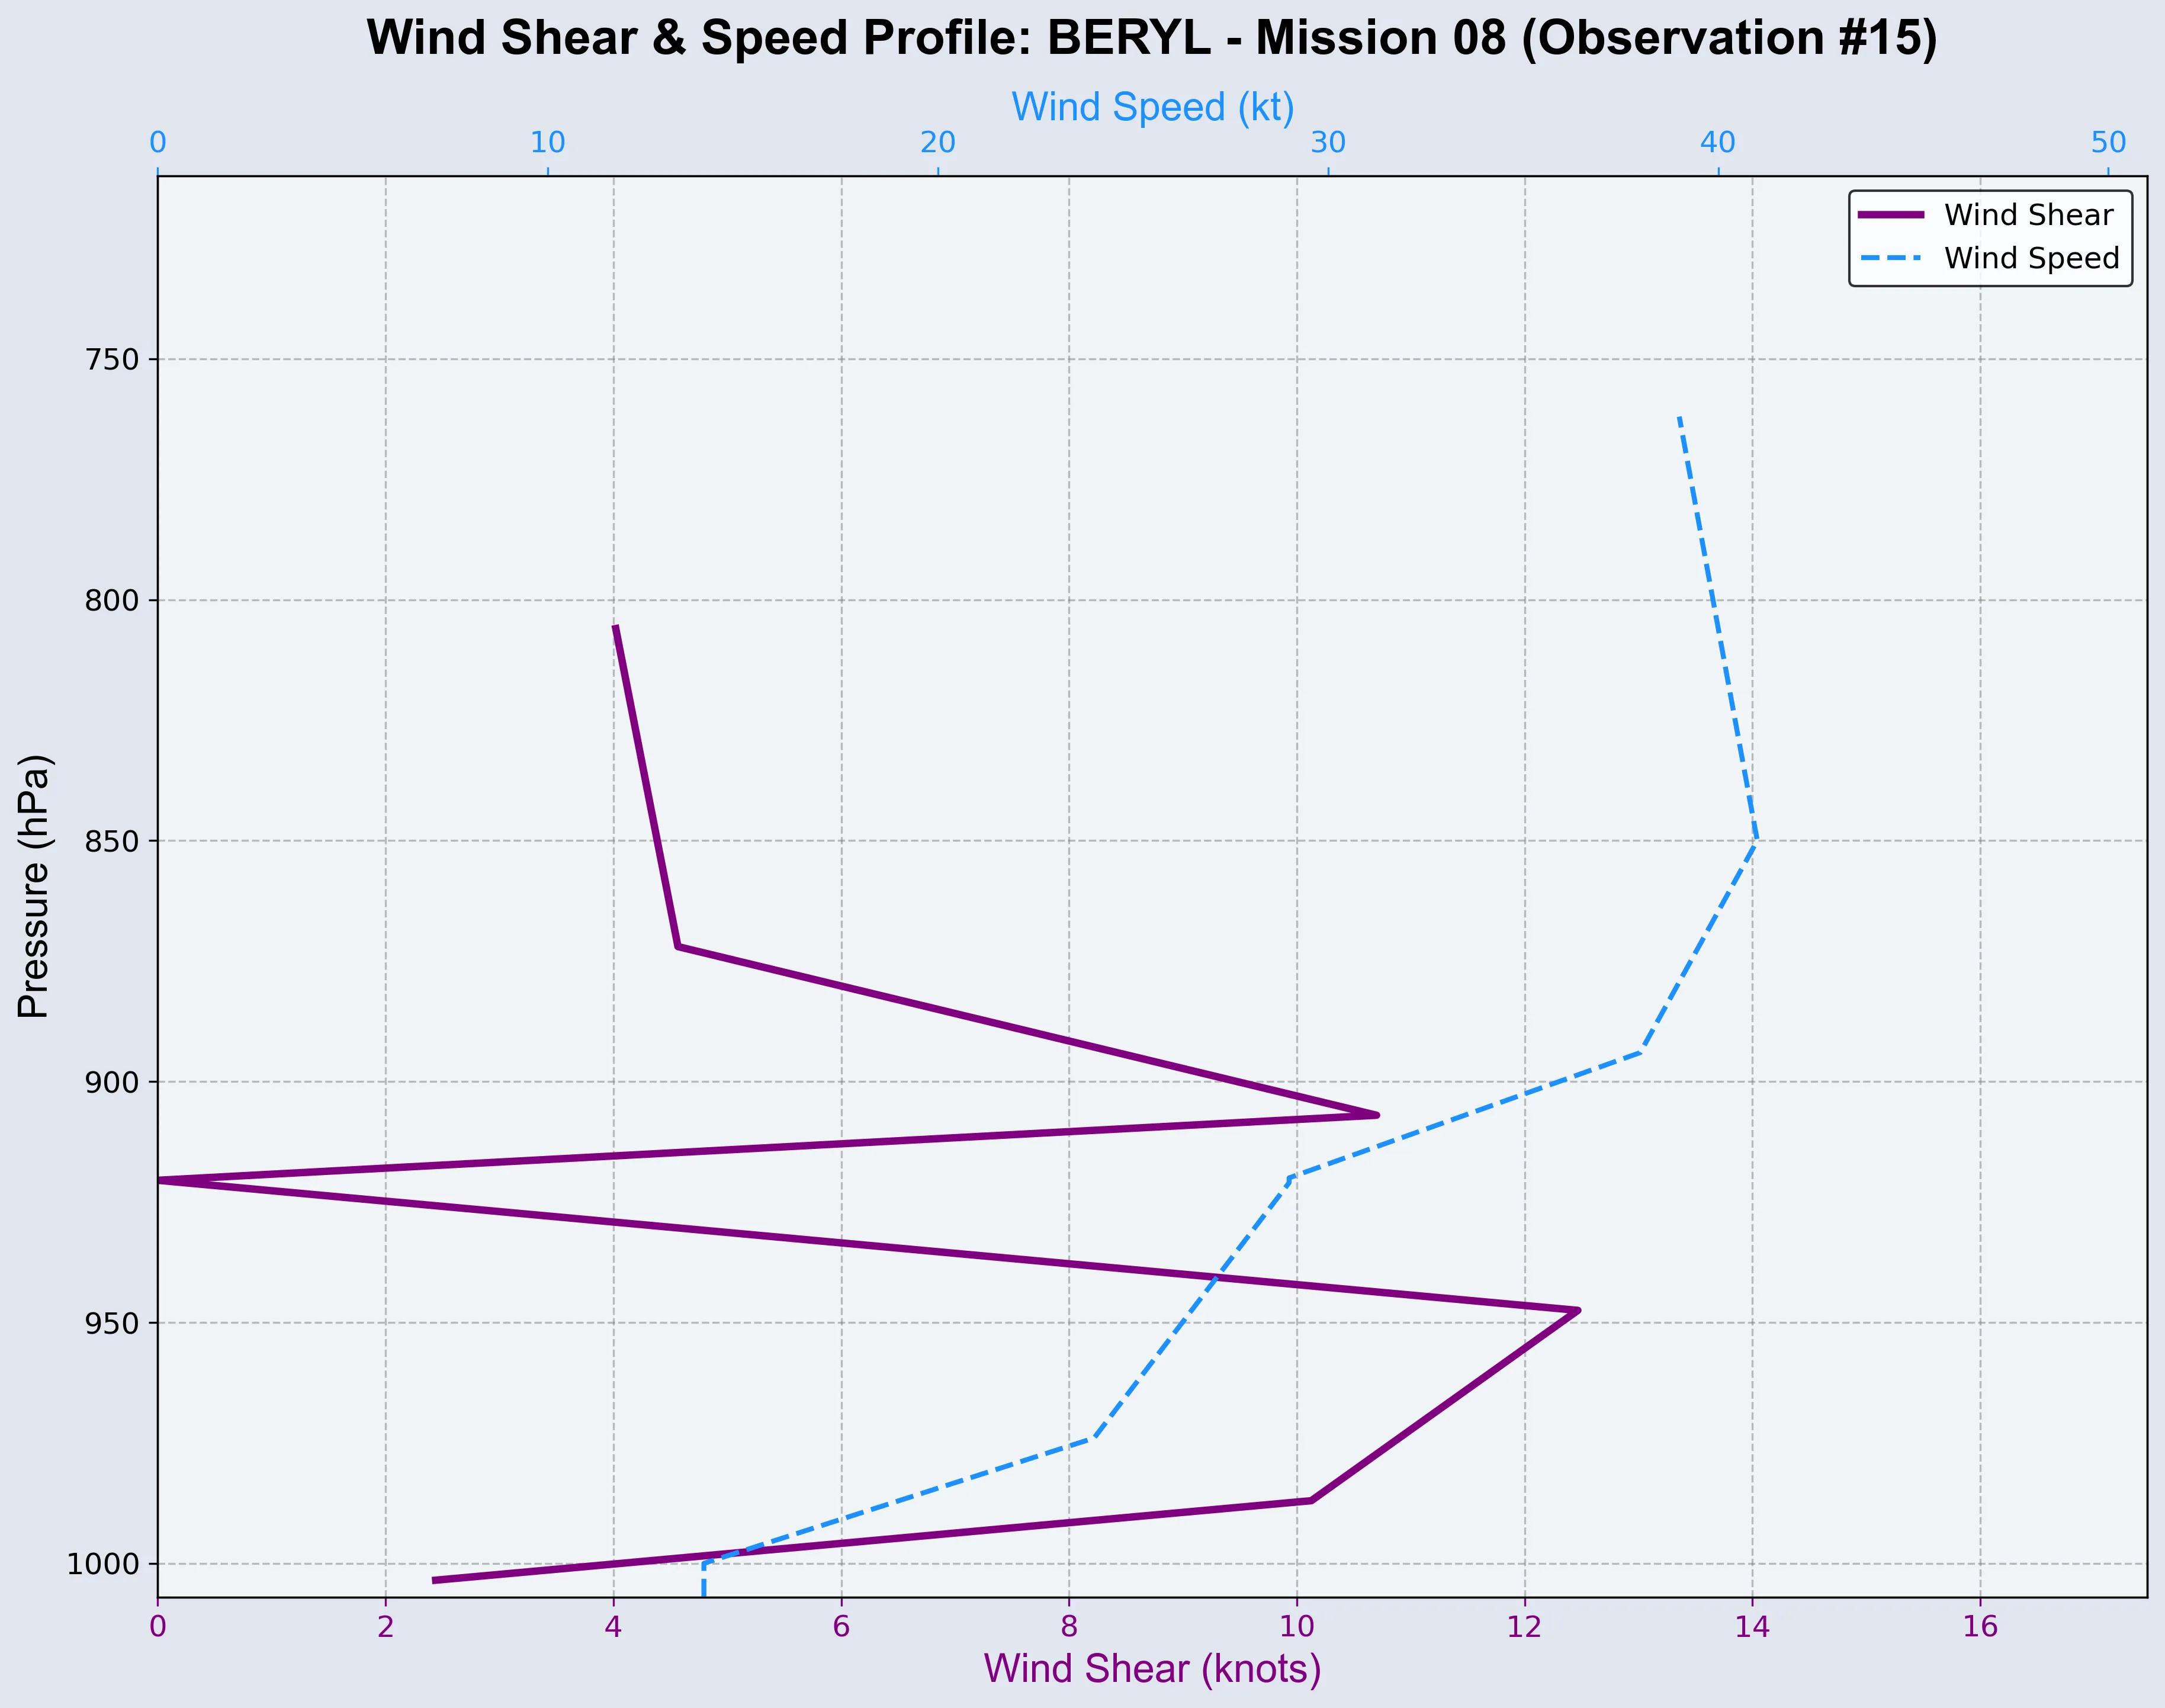 Wind Shear & Speed Profile: BERYL - Mission 08 (Observation #15)
Wind Speed (kt)
0 10 20 30 40 50
Wind Shear
Wind Speed
750
800
850
900
950
1000
Pressure (hPa)
0 2 4 6 8 10 12 14 16
Wind Shear (knots)